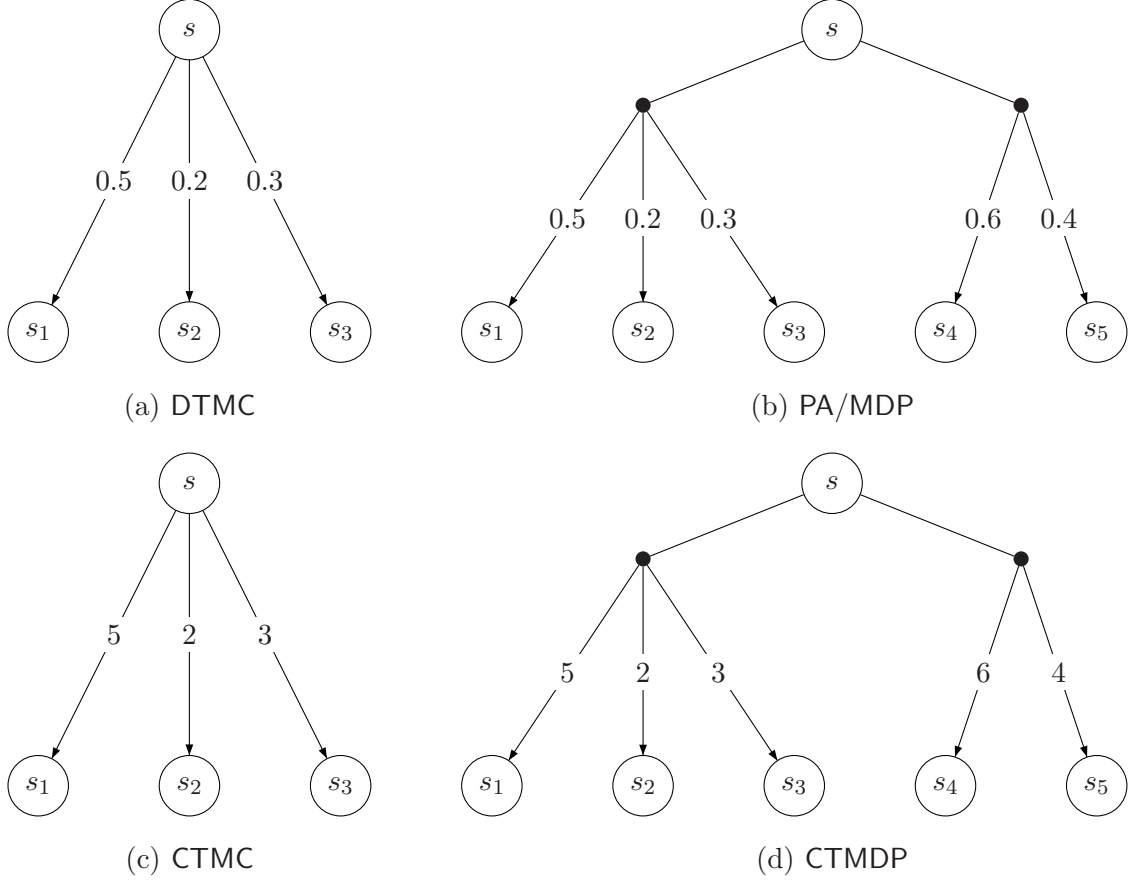 s s
0.5 0.2 0.3 0.5 0.2 0.3 0.6 0.4
s₁ s₂ s₃ s₁ s₂ s₃ s₄ s₅
(a) DTMC (b) PA/MDP
s s
5 2 3 5 2 3 6 4
s₁ s₂ s₃ s₁ s₂ s₃ s₄ s₅
(c) CTMC (d) CTMDP